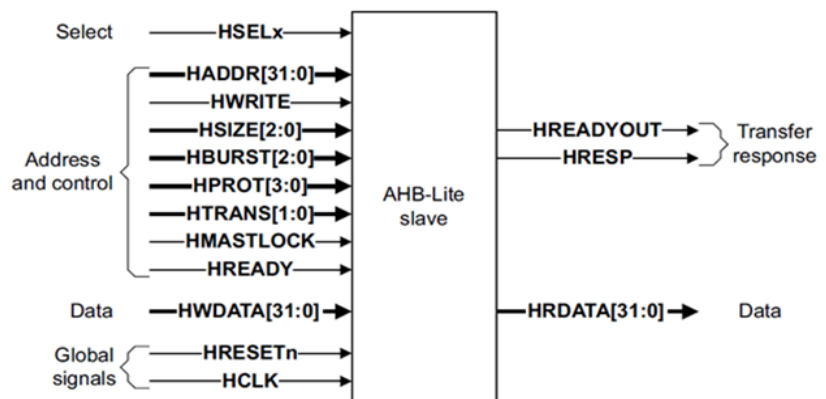 Select
HSELx
HADDR[31:0]
HWRITE
HSIZE[2:0]
HBURST[2:0]
HPROT[3:0]
HTRANS[1:0]
HMASTLOCK
HREADY
Address
and control
Data
HWDATA[31:0]
Global
signals
HRESETn
HCLK
AHB-Lite
slave
HREADYOUT
HRESP
Transfer
response
HRDATA[31:0]
Data